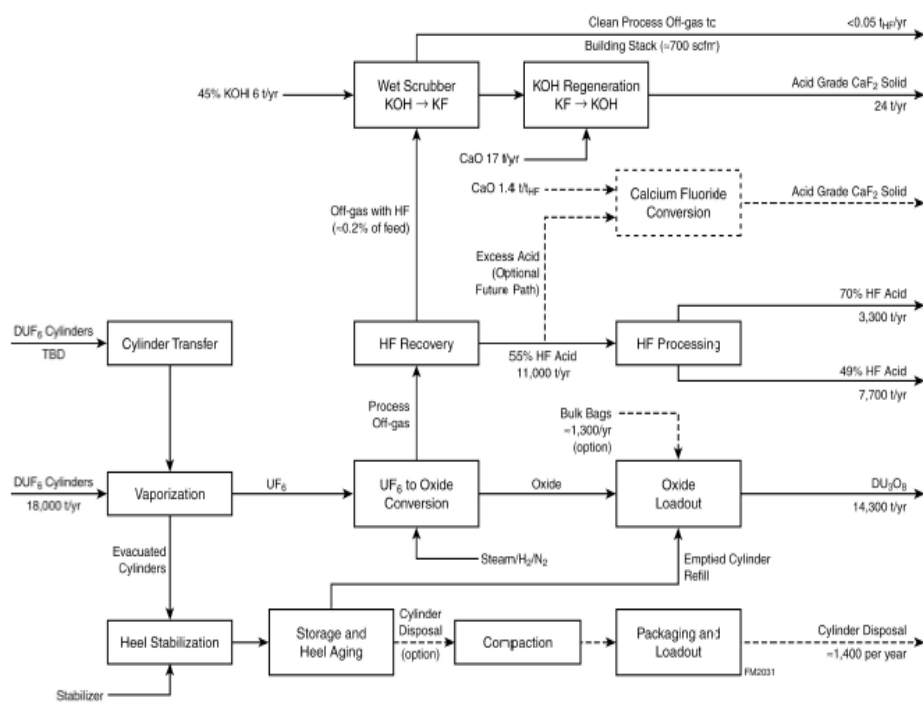 Clean Process Off-gas to
<0.05 tHF/yr
Building Stack (≈700 scfm)
45% KOH 6 t/yr
Wet Scrubber
KOH → KF
KOH Regeneration
KF → KOH
Acid Grade CaF₂ Solid
24 t/yr
CaO 17 t/yr
CaO 1.4 t/tHF
Calcium Fluoride
Conversion
Acid Grade CaF₂ Solid
Off-gas with HF
(≈0.2% of feed)
Excess Acid
(Optional
Future Path)
DUF₆ Cylinders
TBD
Cylinder Transfer
HF Recovery
55% HF Acid
11,000 t/yr
HF Processing
70% HF Acid
3,300 t/yr
49% HF Acid
7,700 t/yr
Process
Off-gas
Bulk Bags
≈1,300/yr
(option)
DUF₆ Cylinders
18,000 t/yr
Vaporization
UF₆
UF₆ to Oxide
Conversion
Oxide
Oxide
Loadout
DU₃O₈
14,300 t/yr
Evacuated
Cylinders
Steam/H₂/N₂
Emptied Cylinder
Refill
Heel Stabilization
Storage and
Heel Aging
Cylinder
Disposal
(option)
Compaction
Packaging and
Loadout
Cylinder Disposal
≈1,400 per year
FM2031
Stabilizer